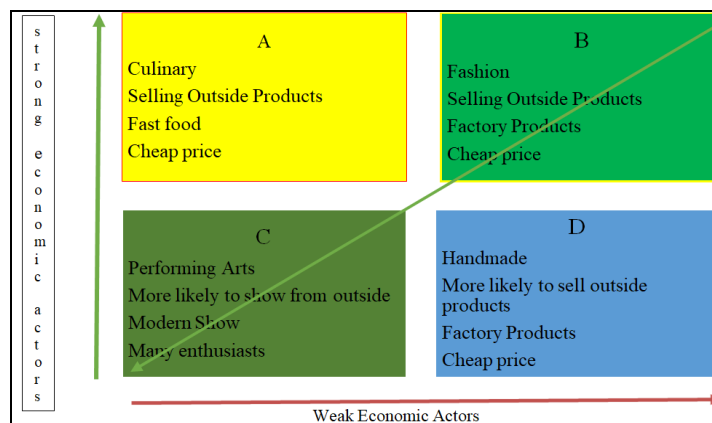 strong economic actors
A
Culinary
Selling Outside Products
Fast food
Cheap price
B
Fashion
Selling Outside Products
Factory Products
Cheap price
C
Performing Arts
More likely to show from outside
Modern Show
Many enthusiasts
D
Handmade
More likely to sell outside
products
Factory Products
Cheap price
Weak Economic Actors